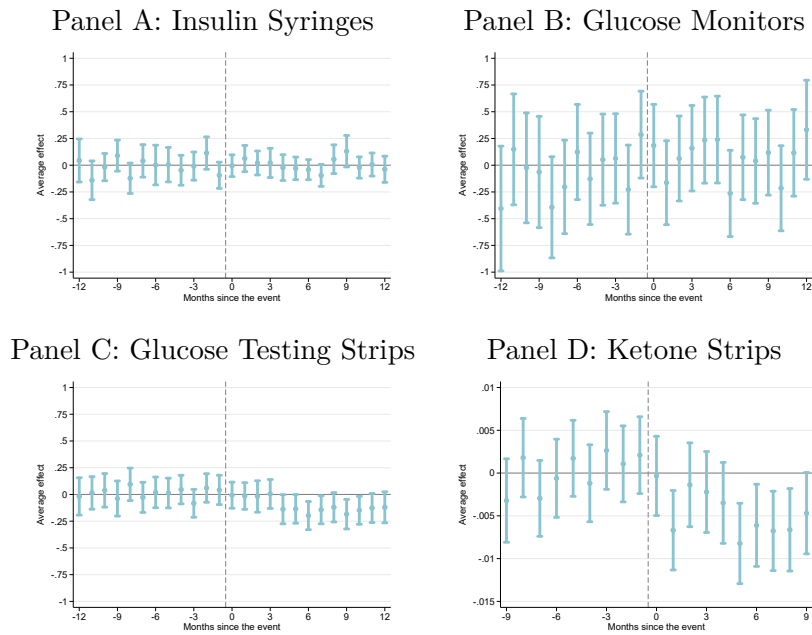 Panel A: Insulin Syringes
Panel B: Glucose Monitors
1
.75
.5
.25
0
-.25
-.5
-.75
-1
Average effect
-12 -9 -6 -3 0 3 6 9 12
Months since the event
1
.75
.5
.25
0
-.25
-.5
-.75
-1
Average effect
-12 -9 -6 -3 0 3 6 9 12
Months since the event
Panel C: Glucose Testing Strips
Panel D: Ketone Strips
1
.75
.5
.25
0
-.25
-.5
-.75
-1
Average effect
-12 -9 -6 -3 0 3 6 9 12
Months since the event
.01
.005
0
-.005
-.01
-.015
Average effect
-9 -6 -3 0 3 6 9
Months since the event